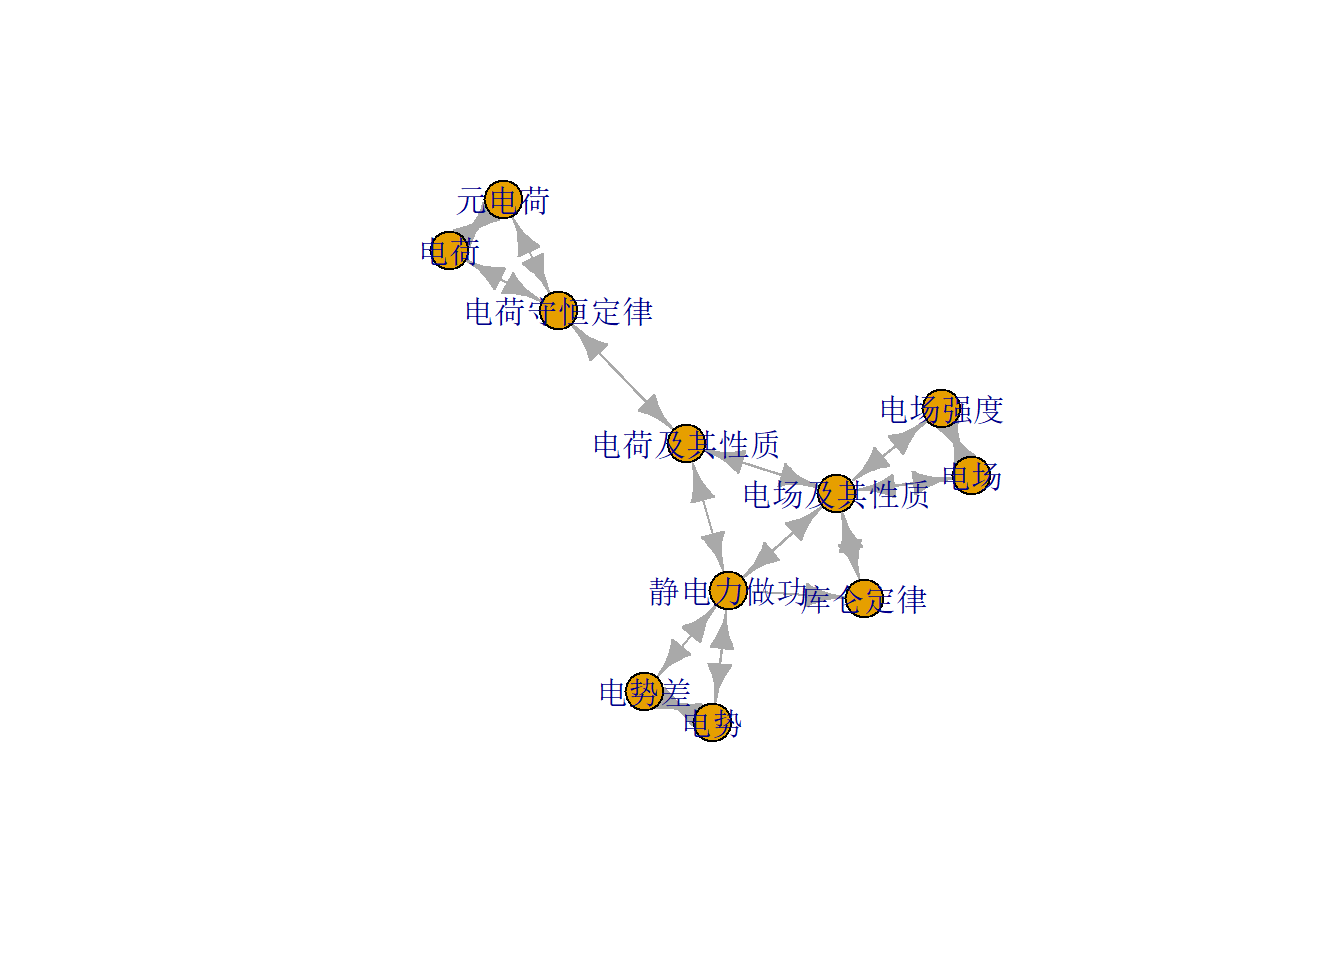 元电荷
电荷
电荷守恒定律
电场强度
电荷及其性质
电场
电场及其性质
静电力做功
库仑定律
电势差
电势